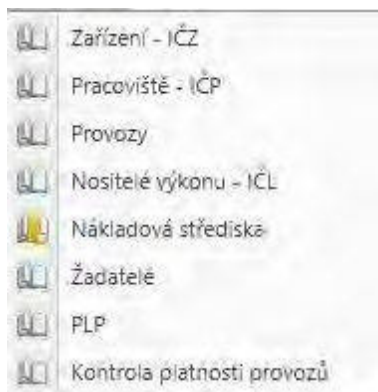 Zařízení - IČZ
Pracoviště - IČP
Provozy
Nositelé výkonu - IČL
Nákladová střediska
Žadatelé
PLP
Kontrola platnosti provozů